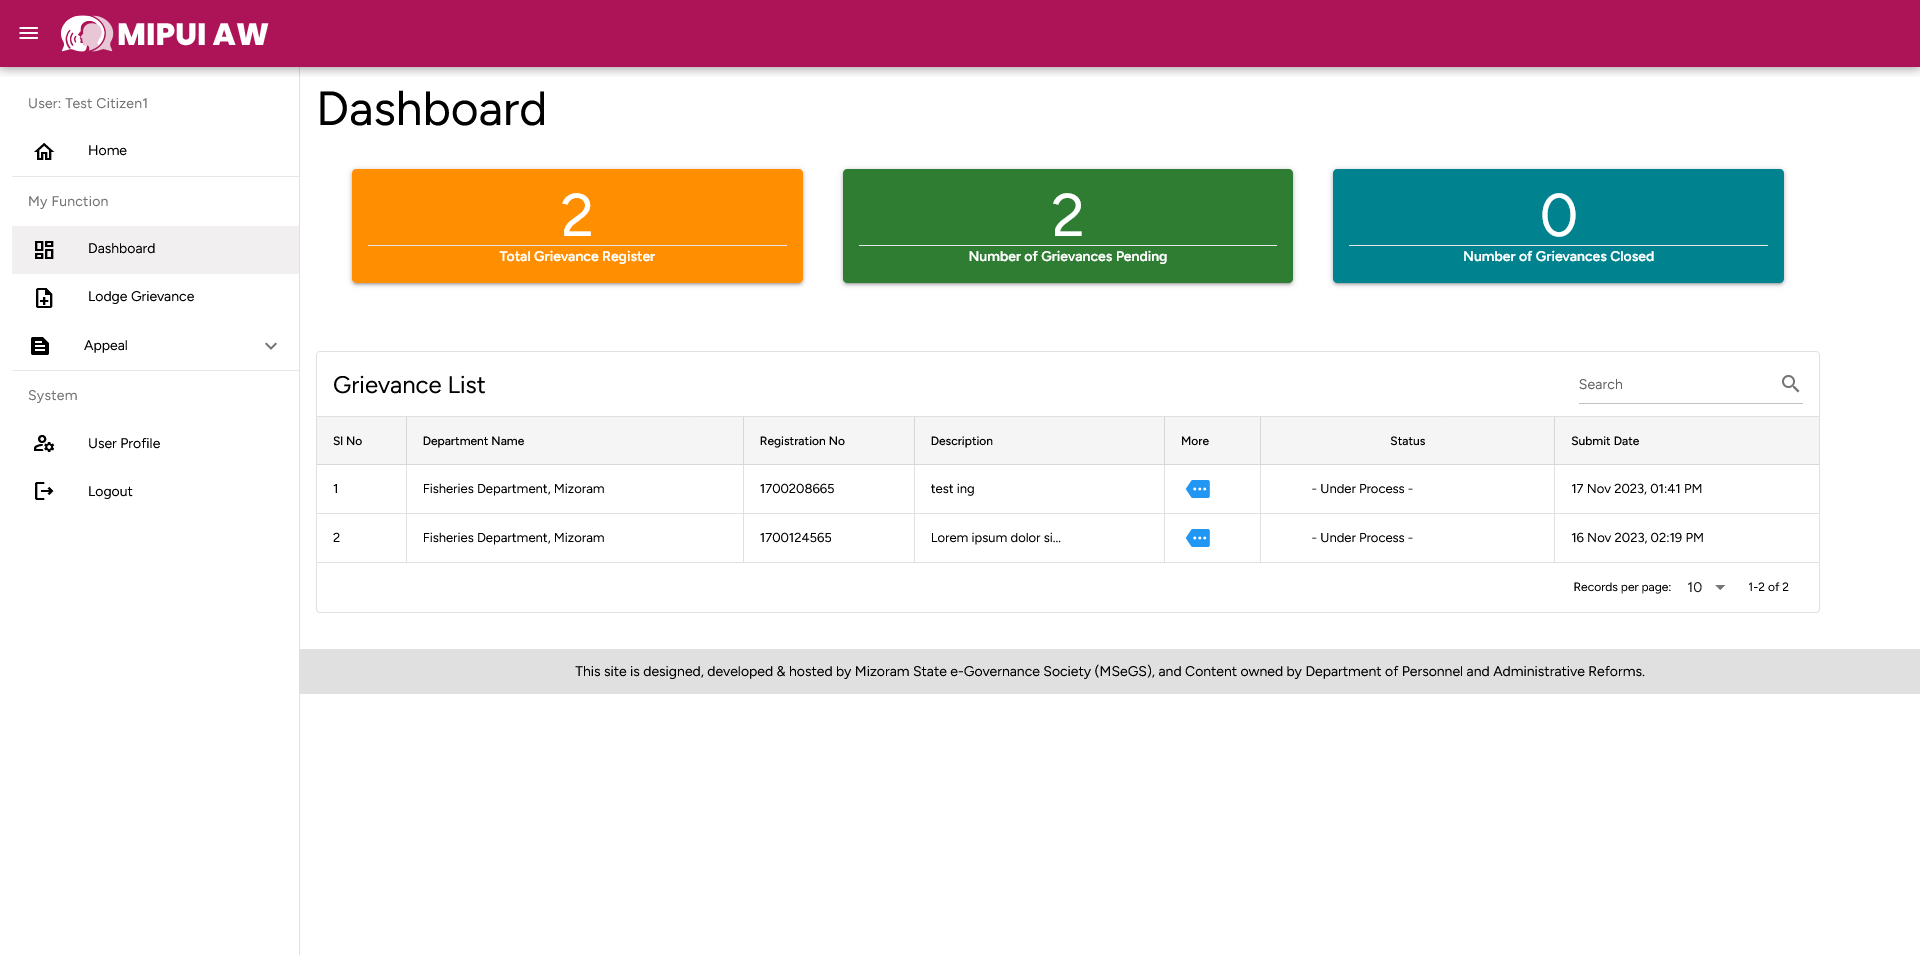 MIPUI AW
User: Test Citizen1
Home
My Function
Dashboard
Lodge Grievance
Appeal
System
User Profile
Logout
Dashboard
2
Total Grievance Register
2
Number of Grievances Pending
0
Number of Grievances Closed
Grievance List
Search
Sl No Department Name Registration No Description More Status Submit Date
1 Fisheries Department, Mizoram 1700208665 test ing - Under Process - 17 Nov 2023, 01:41 PM
2 Fisheries Department, Mizoram 1700124565 Lorem ipsum dolor si... - Under Process - 16 Nov 2023, 02:19 PM
Records per page: 10 1-2 of 2
This site is designed, developed & hosted by Mizoram State e-Governance Society (MSeGS), and Content owned by Department of Personnel and Administrative Reforms.